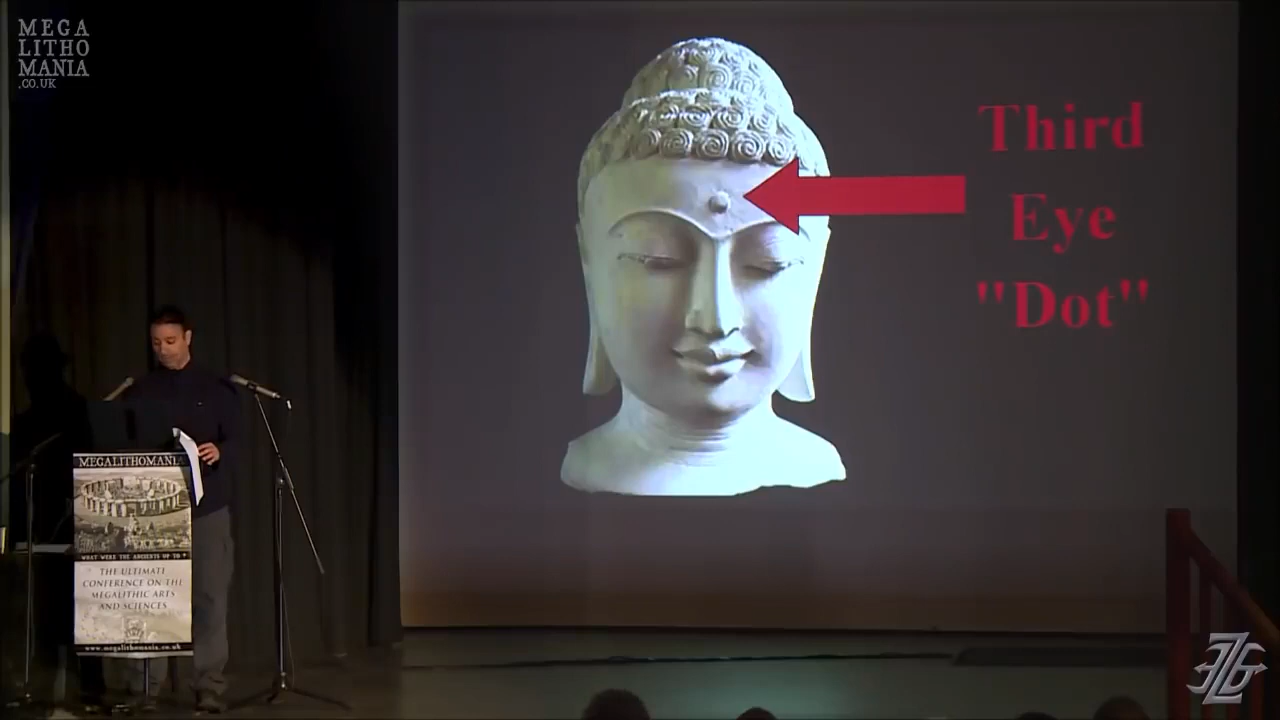 MEGA
LITHO
MANIA
.CO.UK
Third
Eye
"Dot"
MEGALITHOMANIA
WHAT WERE THE ANCIENTS UP TO ?
THE ULTIMATE
CONFERENCE ON THE
MEGALITHIC ARTS
AND SCIENCES
www.megalithomania.co.uk